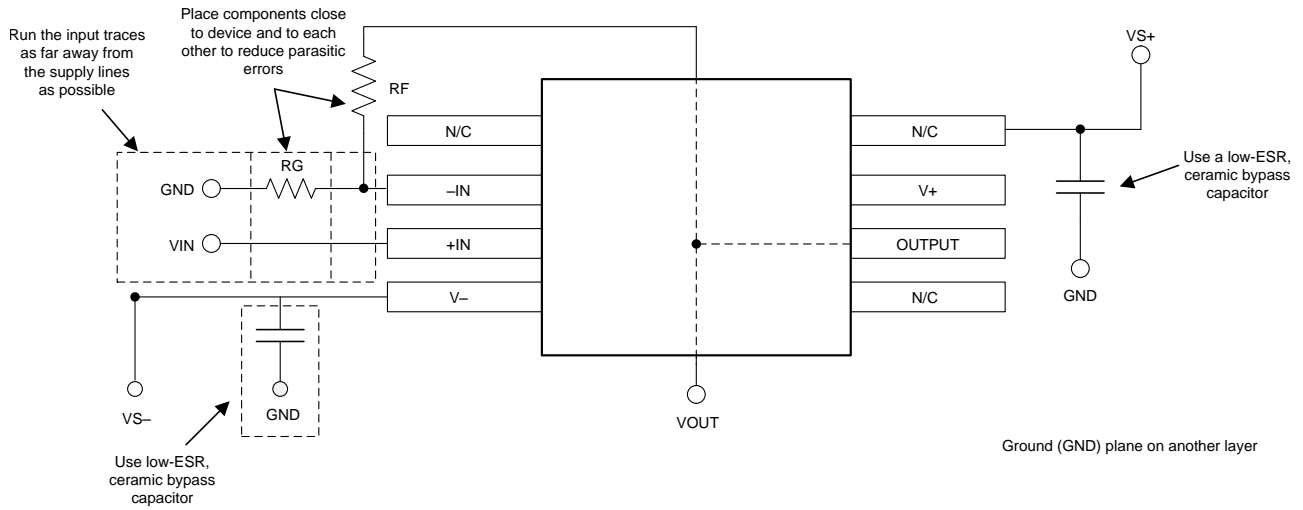 Place components close
to device and to each
other to reduce parasitic
errors
Run the input traces
as far away from
the supply lines
as possible
VS+
RF
N/C
N/C
Use a low-ESR,
ceramic bypass
capacitor
RG
GND
–IN
V+
VIN
+IN
OUTPUT
V–
N/C
GND
VS–
GND
VOUT
Use low-ESR,
ceramic bypass
capacitor
Ground (GND) plane on another layer